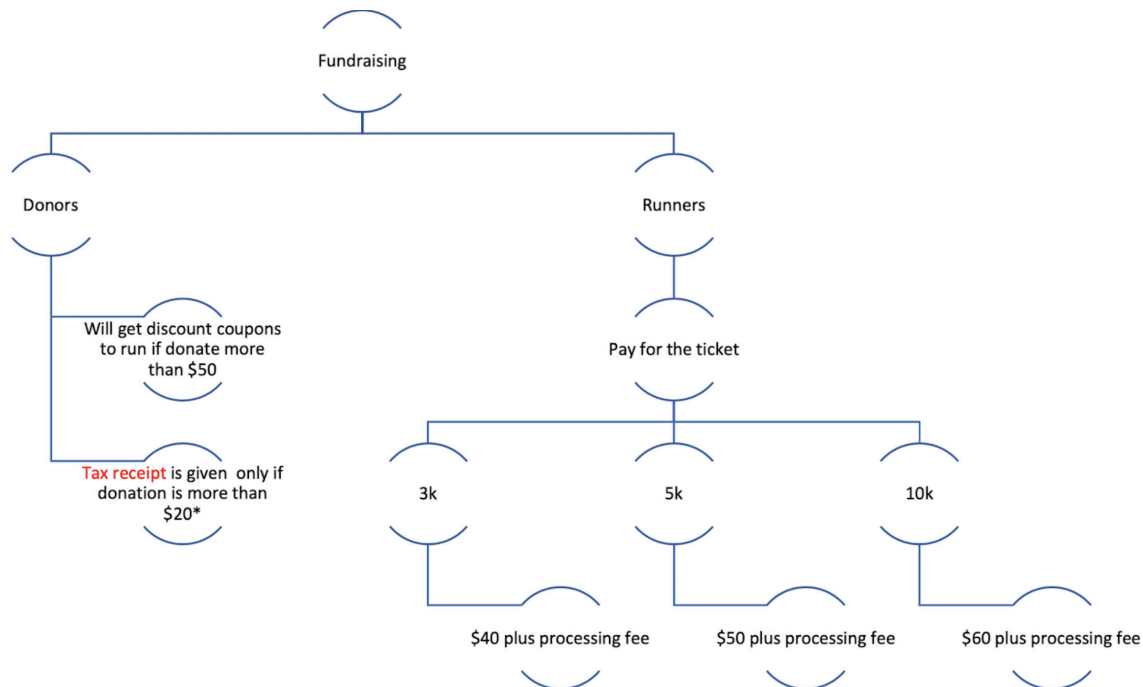 Fundraising
Donors
Runners
Will get discount coupons
to run if donate more
than $50
Pay for the ticket
Tax receipt is given only if
donation is more than
$20*
3k
5k
10k
$40 plus processing fee
$50 plus processing fee
$60 plus processing fee